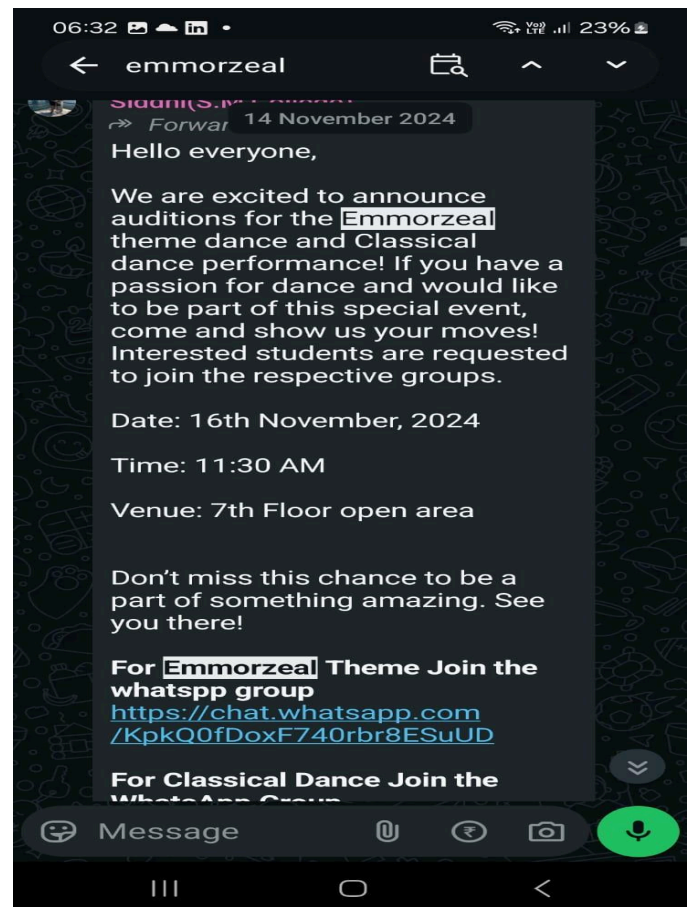 06:32
23%
emmorzeal
14 November 2024
Forwar
Hello everyone,
We are excited to announce
auditions for the Emmorzeal
theme dance and Classical
dance performance! If you have a
passion for dance and would like
to be part of this special event,
come and show us your moves!
Interested students are requested
to join the respective groups.
Date: 16th November, 2024
Time: 11:30 AM
Venue: 7th Floor open area
Don't miss this chance to be a
part of something amazing. See
you there!
For Emmorzeal Theme Join the
whatspp group
https://chat.whatsapp.com
/KpkQ0fDoxF740rbr8ESuUD
For Classical Dance Join the
WhatsApp Group
Message